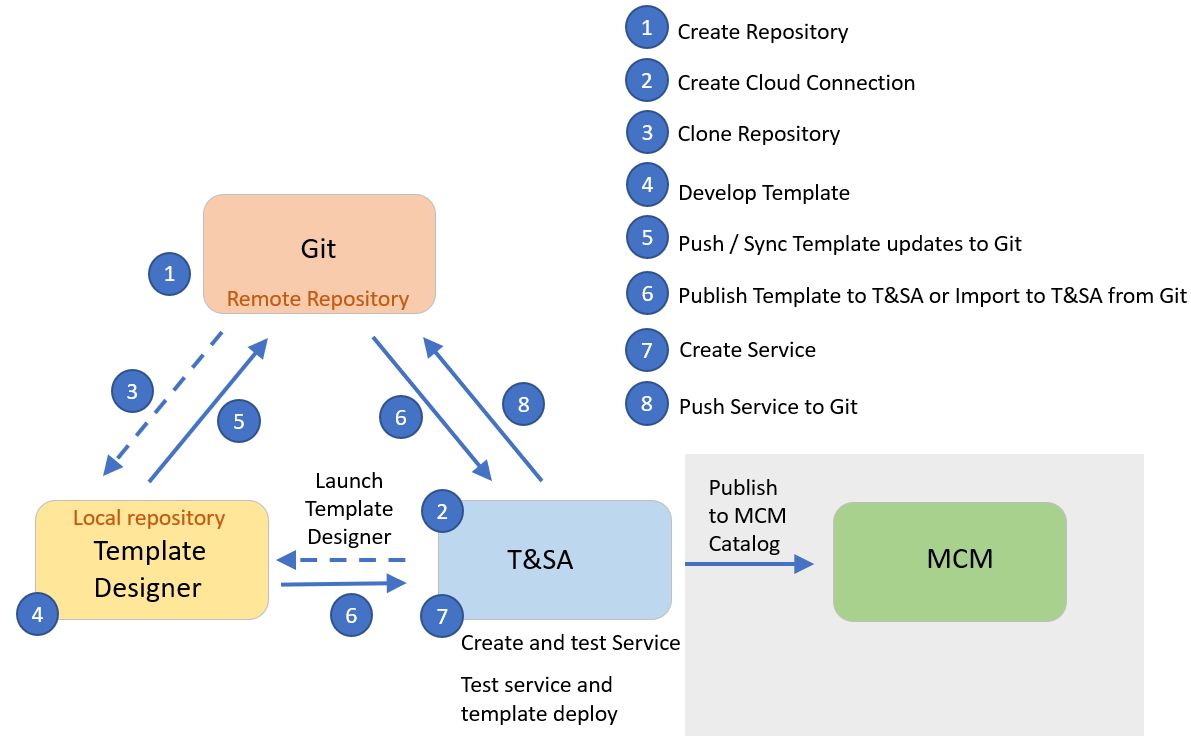 1 Create Repository
2 Create Cloud Connection
3 Clone Repository
4 Develop Template
5 Push / Sync Template updates to Git
6 Publish Template to T&SA or Import to T&SA from Git
7 Create Service
8 Push Service to Git
Git
Remote Repository
1
3
5
6
8
Launch
Template
Designer
Local repository
Template
Designer
4
6
2
T&SA
7
Create and test Service
Test service and
template deploy
Publish
to MCM
Catalog
MCM